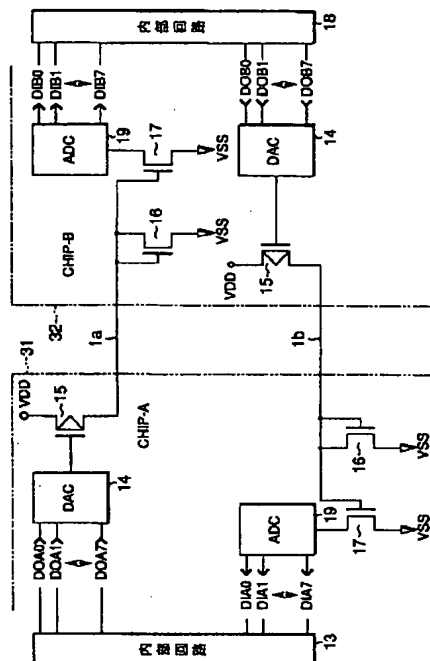 31
32
18
VDD
15
CHIP-A
DAC
14
DOA0
DOA1
DOA7
1a
CHIP-B
ADC
19
17
16
VSS
VSS
DIB0
DIB1
DIB7
内部回路
DOB0
DOB1
DOB7
DAC
14
VDD
15
1b
内部回路
13
DIA0
DIA1
DIA7
ADC
19
17
16
VSS
VSS